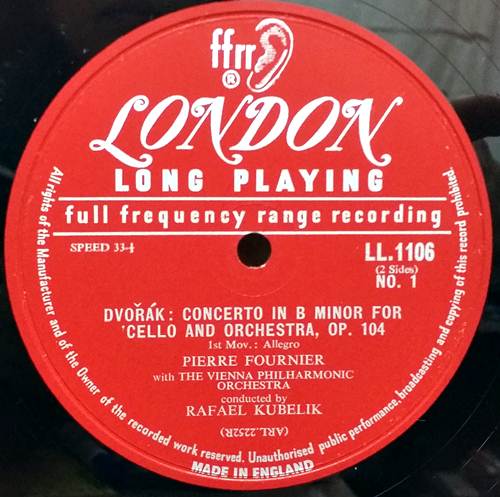 ffrr
®
LONDON
LONG PLAYING
full frequency range recording
SPEED 33⅓
LL.1106
(2 Sides)
NO. 1
DVOŘÁK: CONCERTO IN B MINOR FOR
'CELLO AND ORCHESTRA, OP. 104
1st Mov.: Allegro
PIERRE FOURNIER
with THE VIENNA PHILHARMONIC
ORCHESTRA
conducted by
RAFAEL KUBELIK
(ARL.2252R)
All rights of the Manufacturer and of the Owner of the recorded work reserved. Unauthorised public performance, broadcasting and copying of this record prohibited.
MADE IN ENGLAND